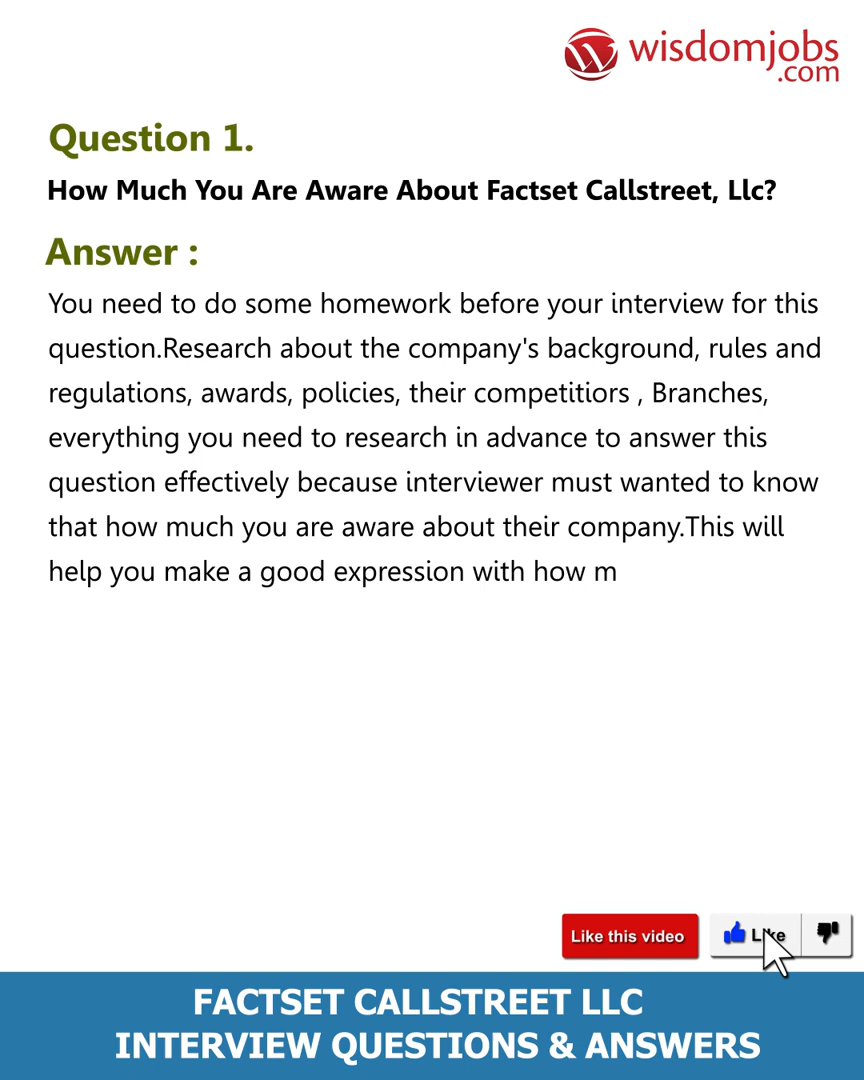 wisdomjobs
.com
Question 1.
How Much You Are Aware About Factset Callstreet, Llc?
Answer :
You need to do some homework before your interview for this
question.Research about the company's background, rules and
regulations, awards, policies, their competitiors , Branches,
everything you need to research in advance to answer this
question effectively because interviewer must wanted to know
that how much you are aware about their company.This will
help you make a good expression with how m
Like this video
Like
FACTSET CALLSTREET LLC
INTERVIEW QUESTIONS & ANSWERS